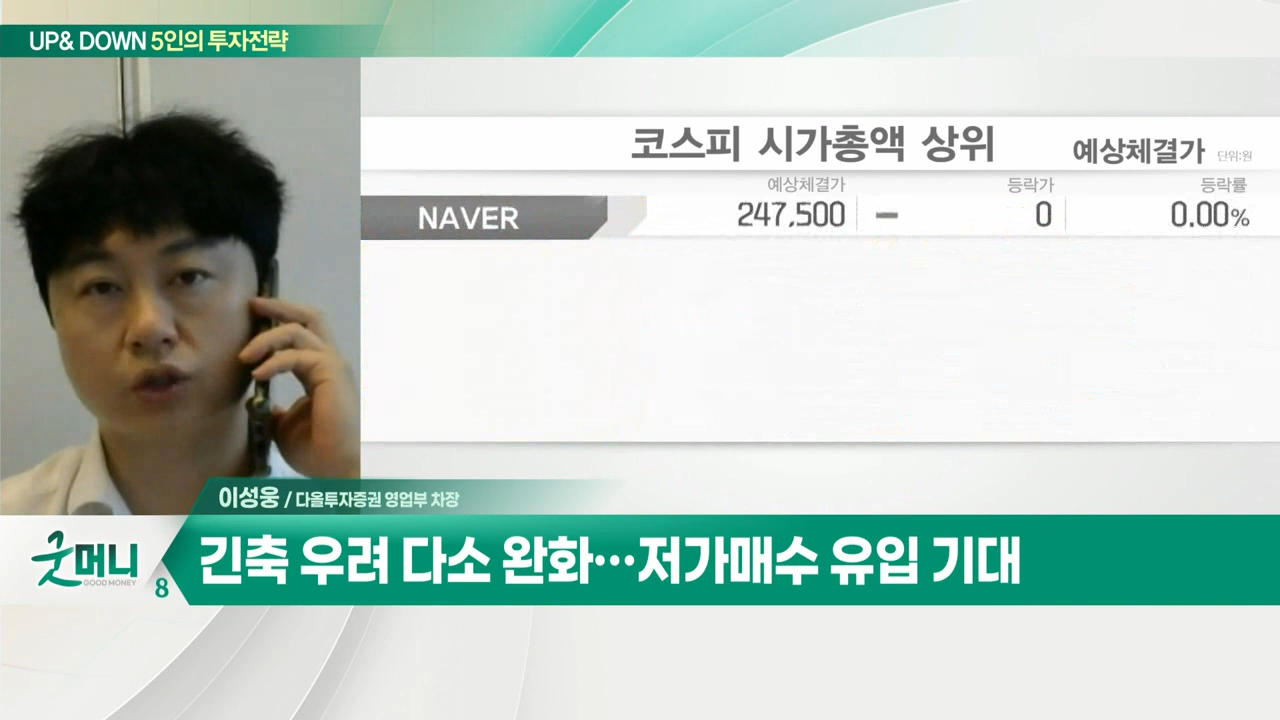 UP& DOWN 5인의 투자전략
코스피 시가총액 상위 예상체결가 단위:원
예상체결가 등락가 등락률
NAVER 247,500 0 0.00%
이성웅 / 다올투자증권 영업부 차장
굿머니
GOOD MONEY
8
긴축 우려 다소 완화…저가매수 유입 기대